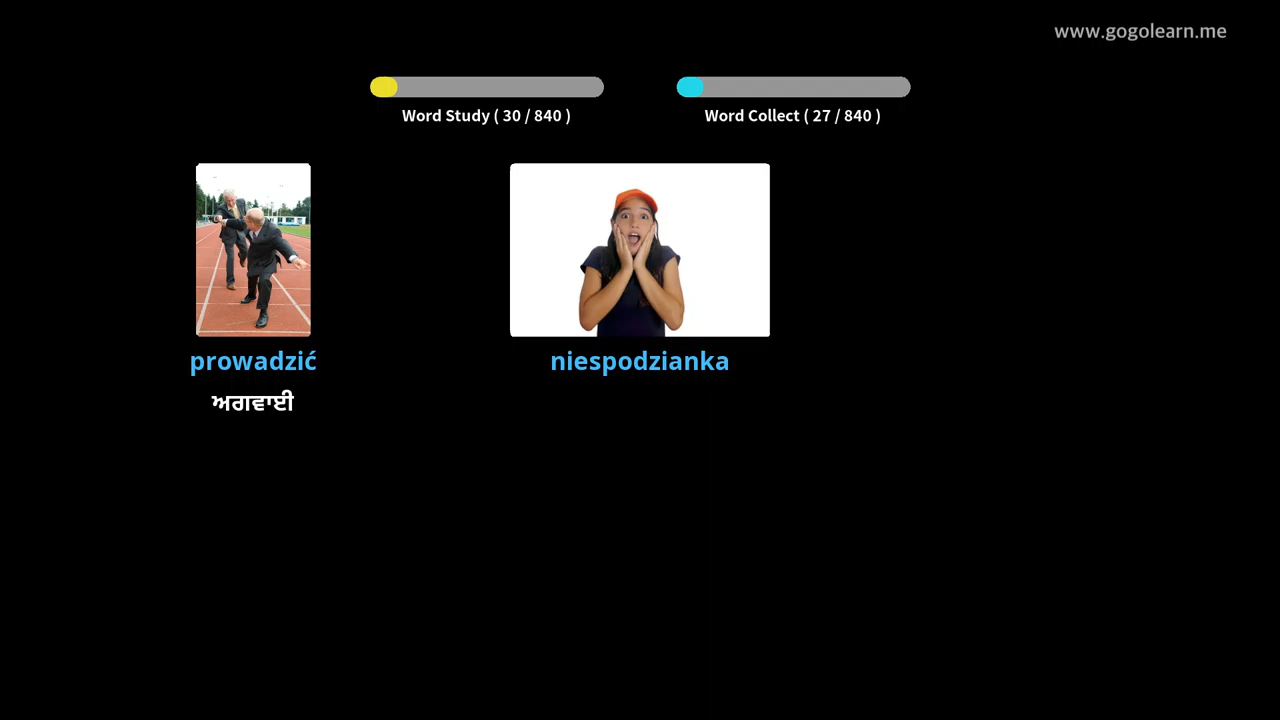 www.gogolearn.me
Word Study ( 30 / 840 )
Word Collect ( 27 / 840 )
prowadzić
niespodzianka
ਅਗਵਾਈ